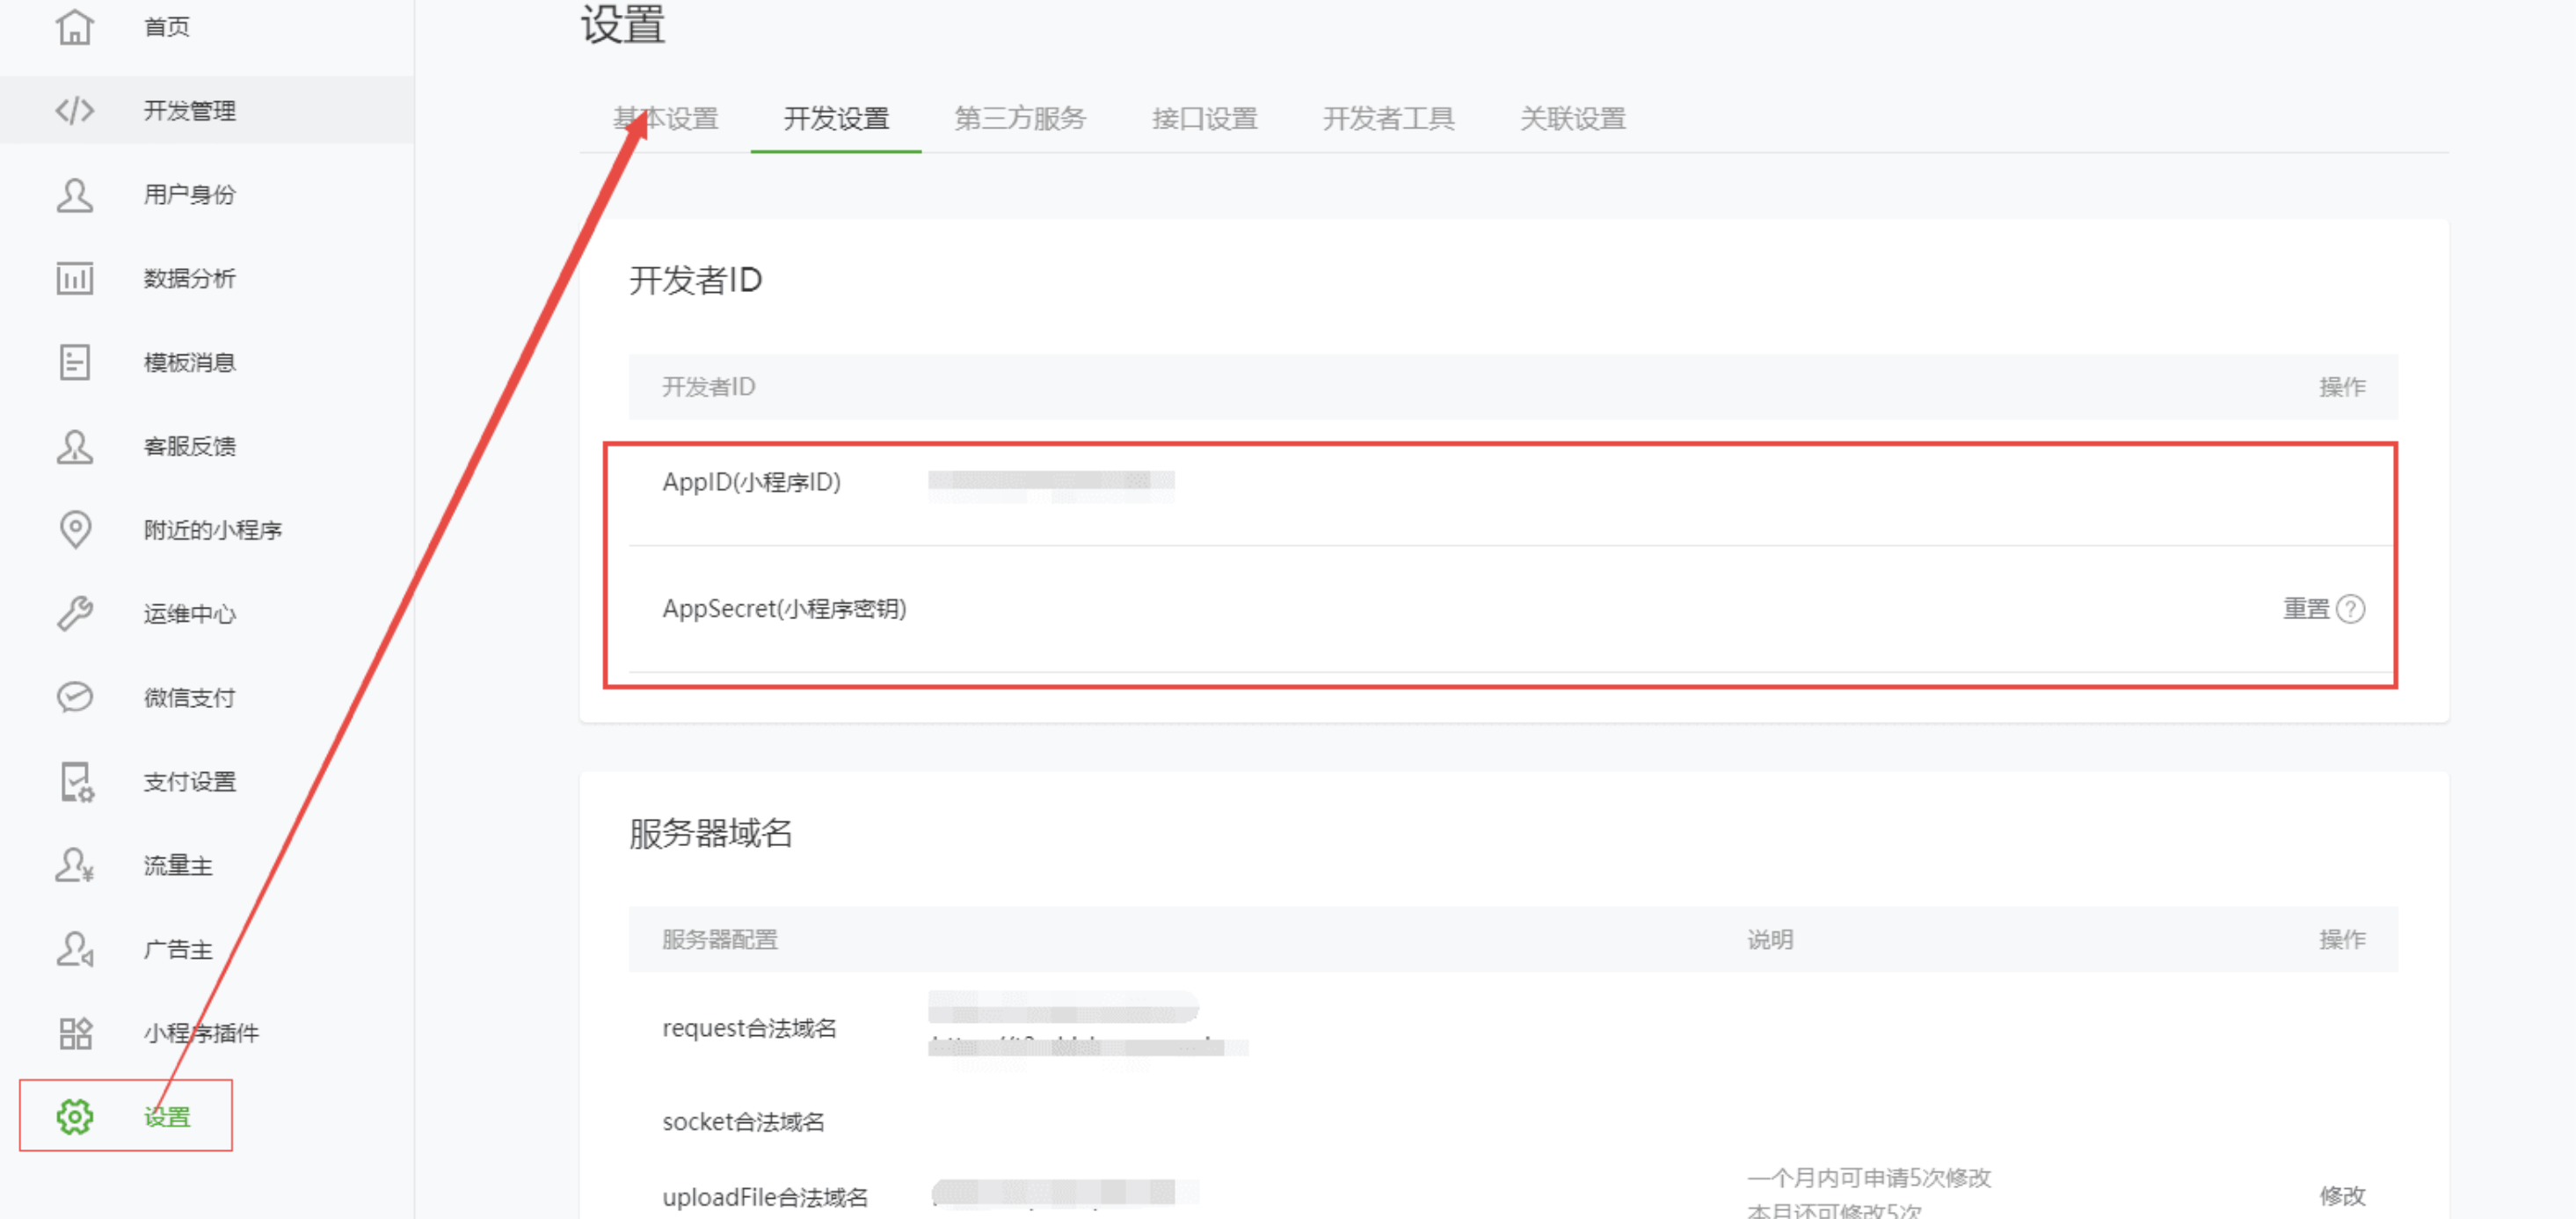 首页
开发管理
用户身份
数据分析
模板消息
客服反馈
附近的小程序
运维中心
微信支付
支付设置
流量主
广告主
小程序插件
设置
设置
基本设置 开发设置 第三方服务 接口设置 开发者工具 关联设置
开发者ID
开发者ID 操作
AppID(小程序ID)
AppSecret(小程序密钥) 重置
服务器域名
服务器配置 说明 操作
request合法域名
socket合法域名
一个月内可申请5次修改
uploadFile合法域名 修改
本月还可修改5次